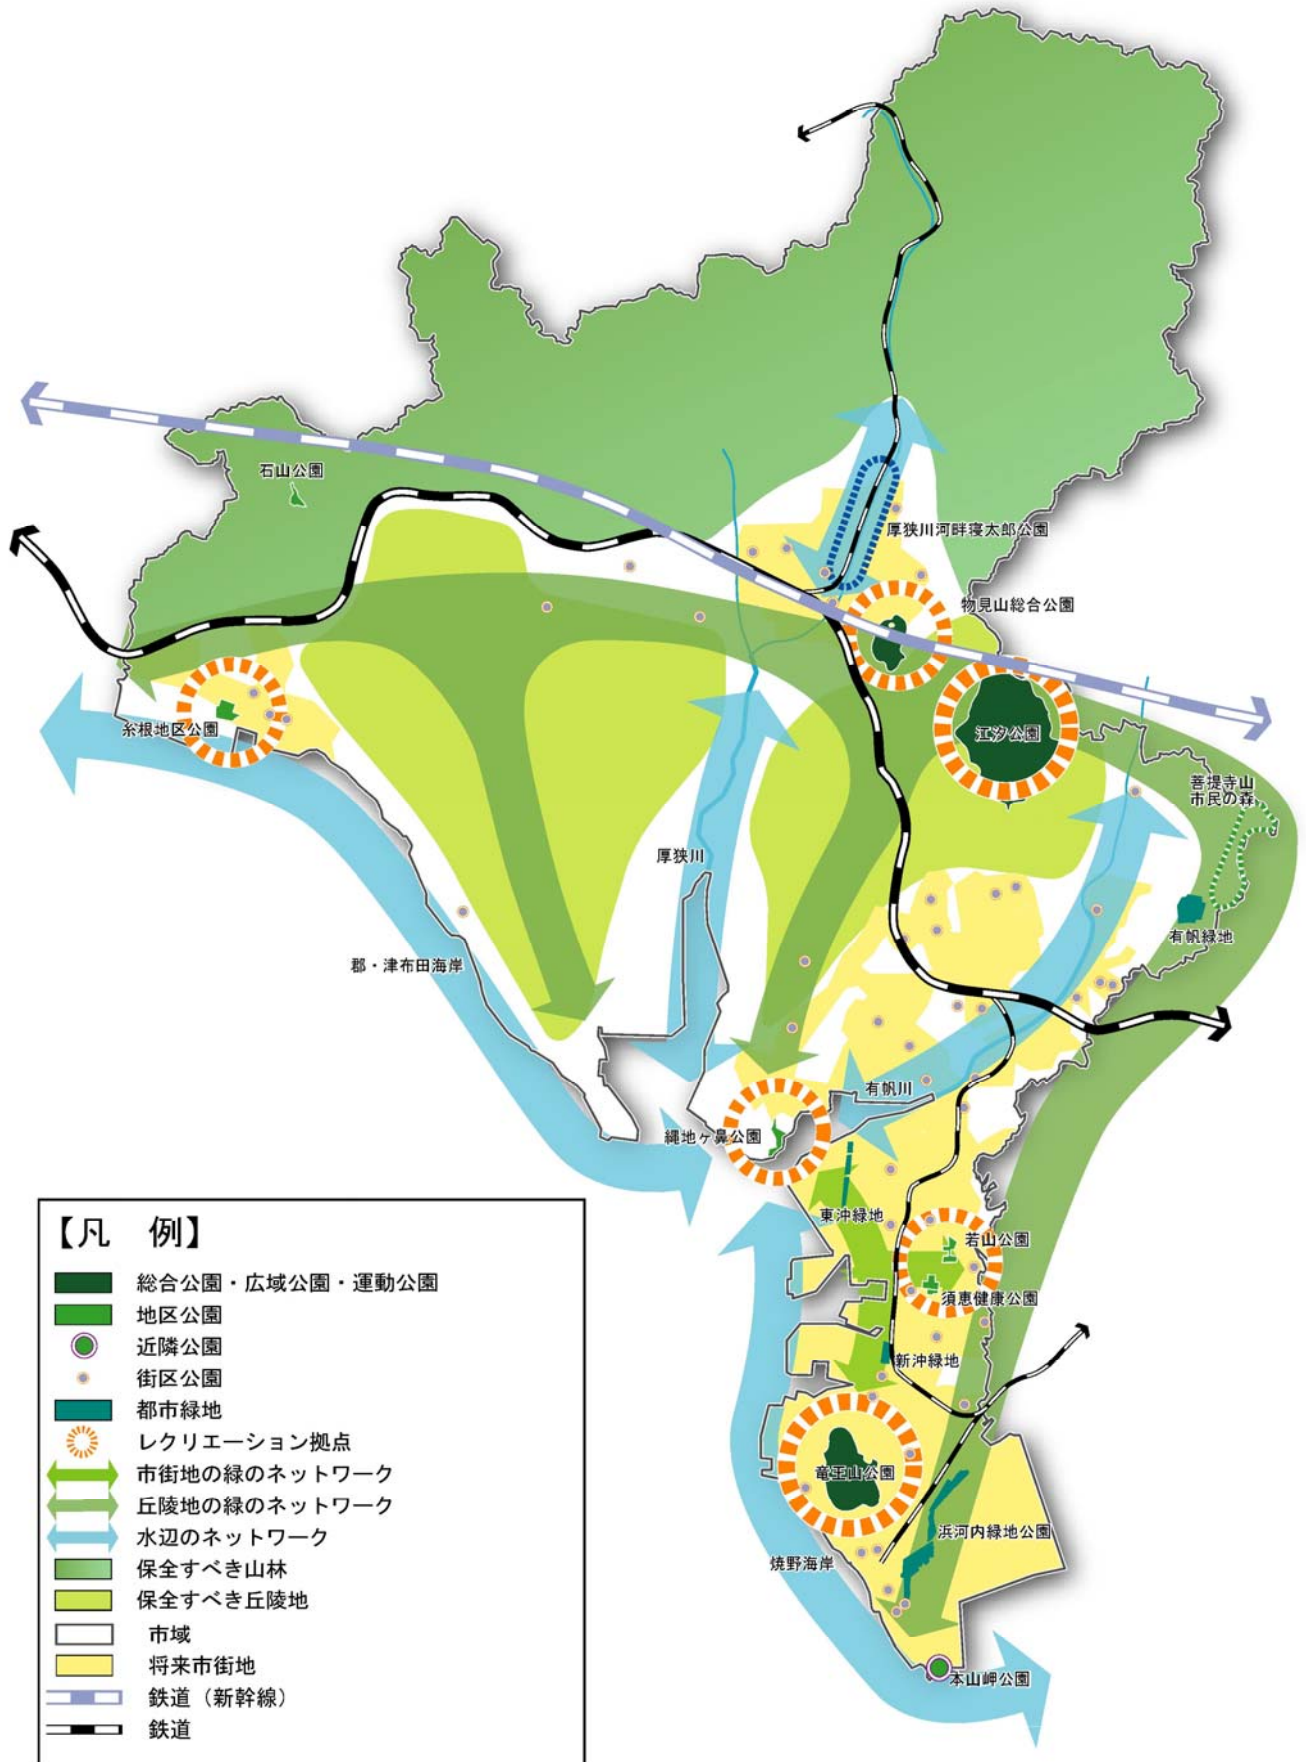 石山公園
厚狭川河畔寝太郎公園
物見山総合公園
糸根地区公園
江汐公園
菩提寺山
市民の森
厚狭川
有帆緑地
郡・津布田海岸
有帆川
縄地ヶ鼻公園
東沖緑地
若山公園
須恵健康公園
新沖緑地
竜王山公園
浜河内緑地公園
焼野海岸
本山岬公園
【凡 例】
総合公園・広域公園・運動公園
地区公園
近隣公園
街区公園
都市緑地
レクリエーション拠点
市街地の緑のネットワーク
丘陵地の緑のネットワーク
水辺のネットワーク
保全すべき山林
保全すべき丘陵地
市域
将来市街地
鉄道（新幹線）
鉄道